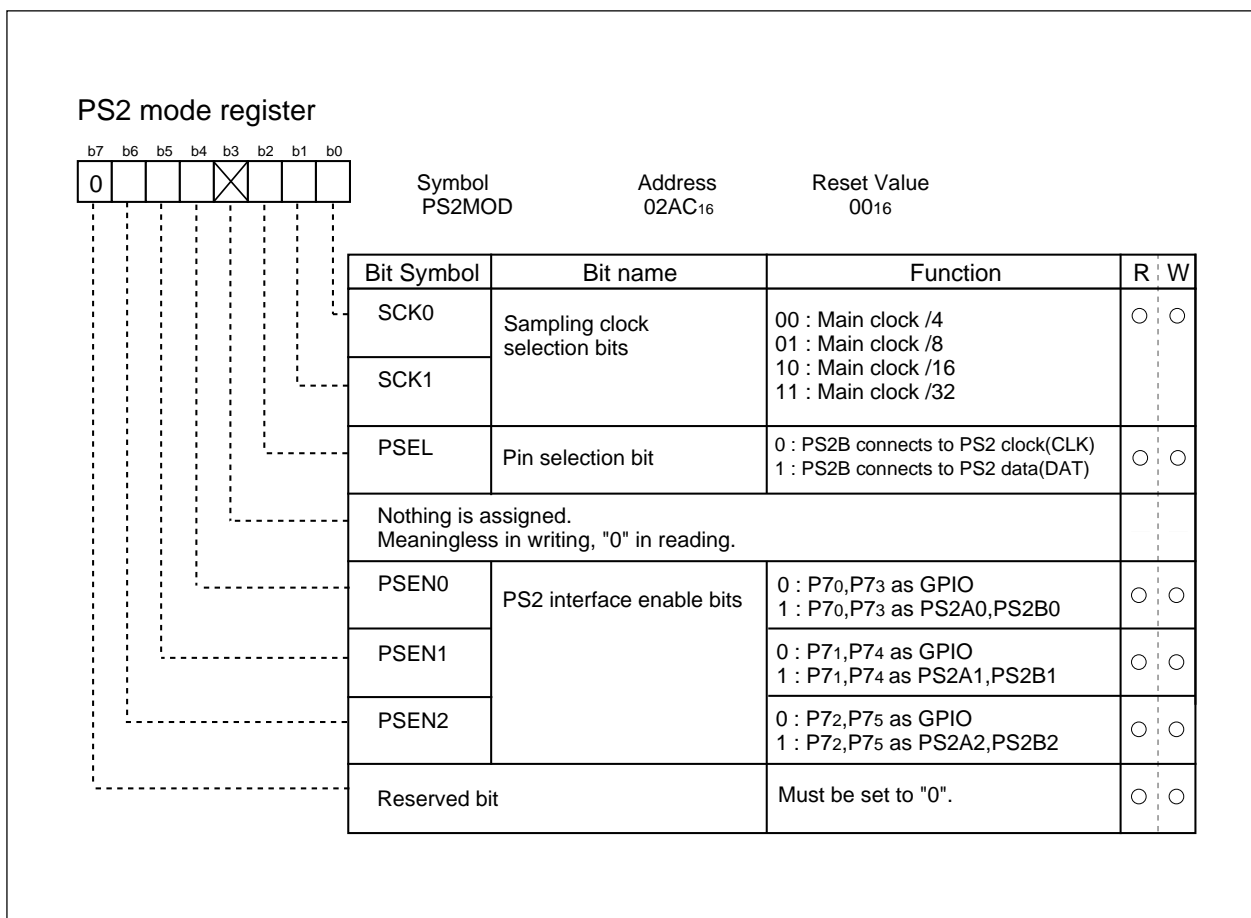 PS2 mode register
b7 b6 b5 b4 b3 b2 b1 b0
0
Symbol Address Reset Value
PS2MOD 02AC16 0016
Bit Symbol Bit name Function R W
SCK0
Sampling clock
selection bits
00 : Main clock /4
01 : Main clock /8
10 : Main clock /16
11 : Main clock /32
SCK1
PSEL
Pin selection bit
0 : PS2B connects to PS2 clock(CLK)
1 : PS2B connects to PS2 data(DAT)
Nothing is assigned.
Meaningless in writing, "0" in reading.
PSEN0
PS2 interface enable bits
0 : P70,P73 as GPIO
1 : P70,P73 as PS2A0,PS2B0
PSEN1
0 : P71,P74 as GPIO
1 : P71,P74 as PS2A1,PS2B1
PSEN2
0 : P72,P75 as GPIO
1 : P72,P75 as PS2A2,PS2B2
Reserved bit
Must be set to "0".